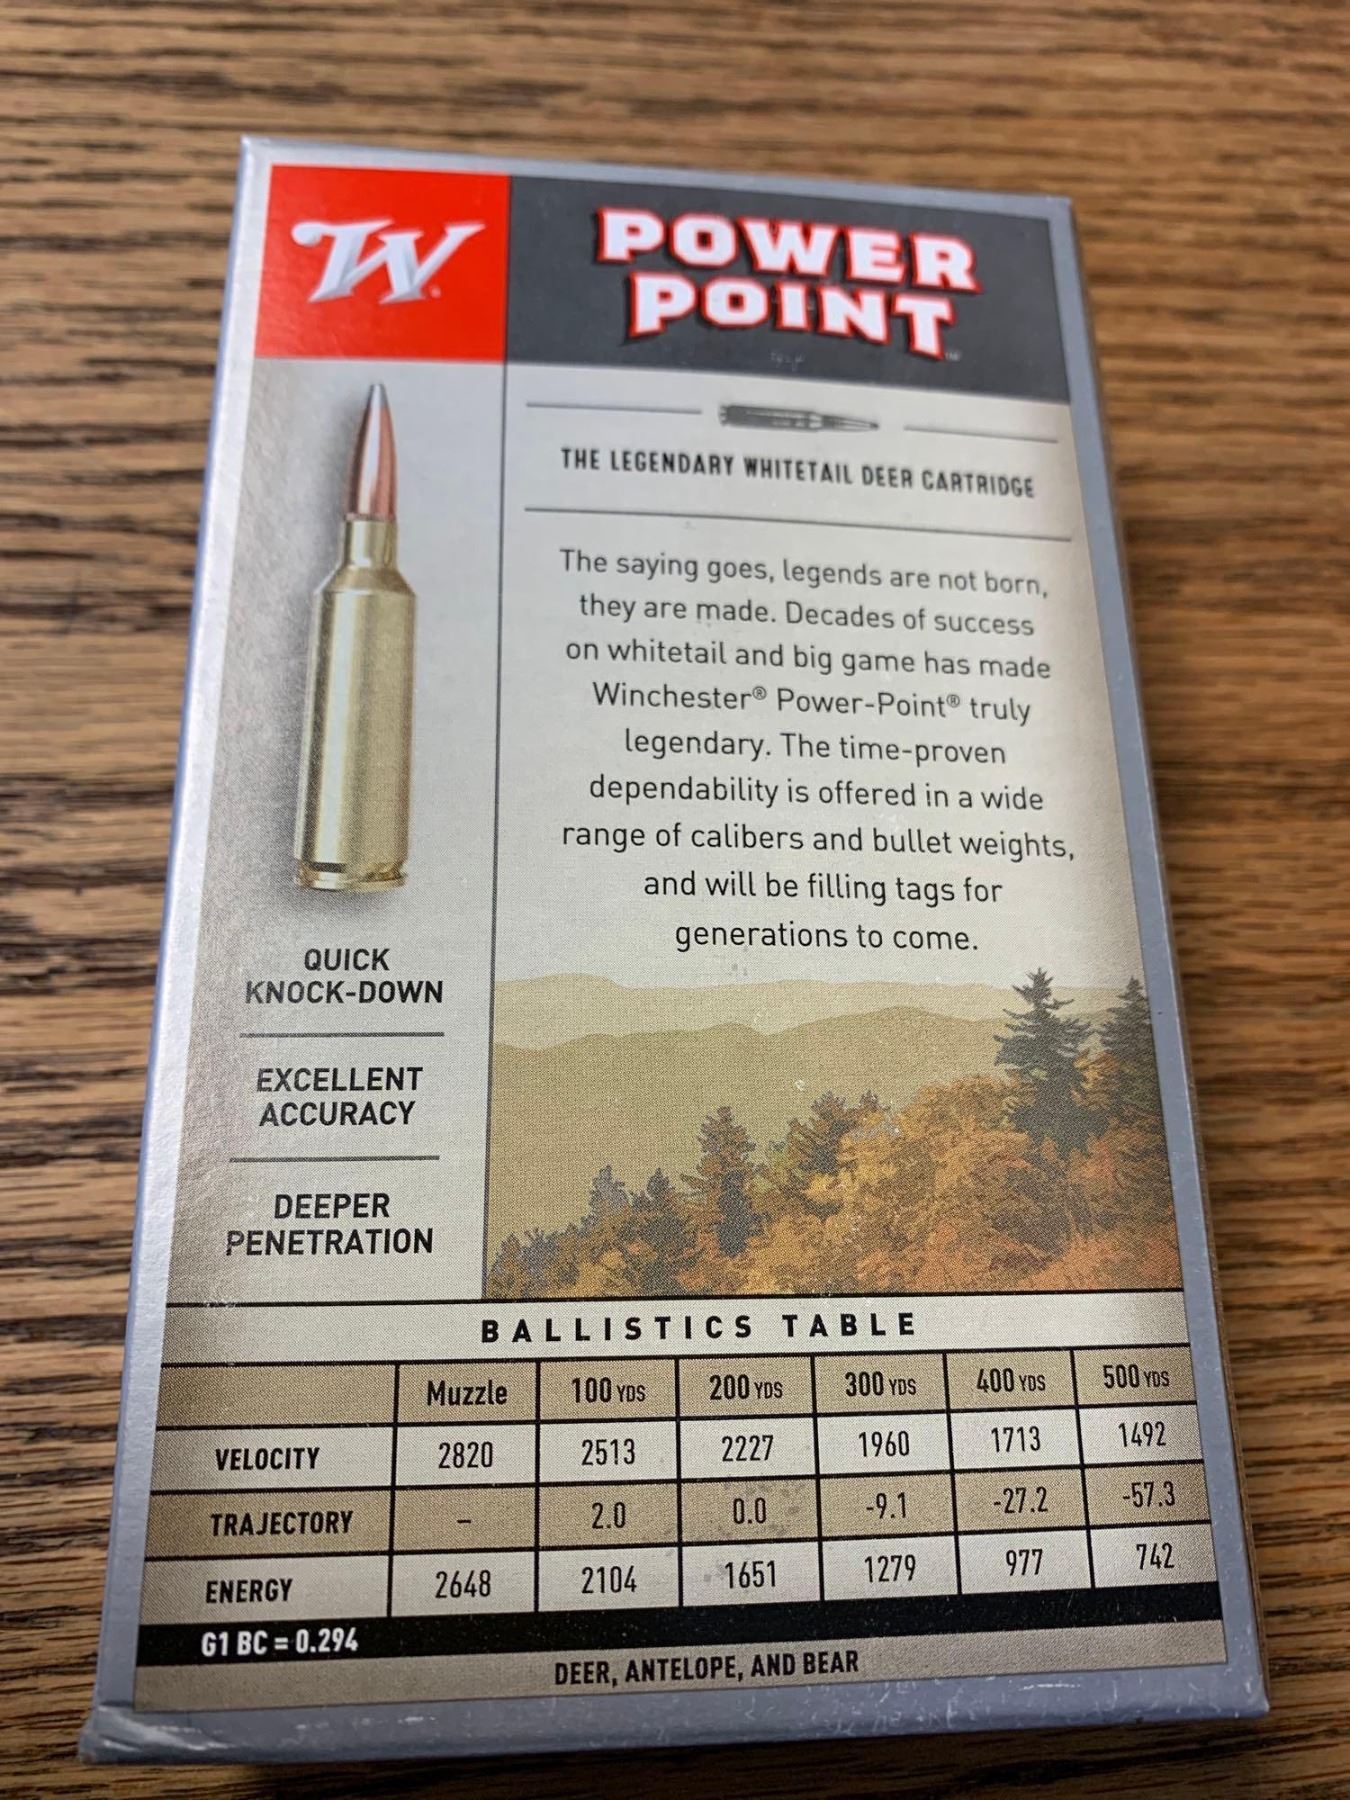 W
POWER
POINT™
THE LEGENDARY WHITETAIL DEER CARTRIDGE
The saying goes, legends are not born,
they are made. Decades of success
on whitetail and big game has made
Winchester® Power-Point® truly
legendary. The time-proven
dependability is offered in a wide
range of calibers and bullet weights,
and will be filling tags for
generations to come.
QUICK
KNOCK-DOWN
EXCELLENT
ACCURACY
DEEPER
PENETRATION
BALLISTICS TABLE
Muzzle 100 YDS 200 YDS 300 YDS 400 YDS 500 YDS
VELOCITY 2820 2513 2227 1960 1713 1492
TRAJECTORY – 2.0 0.0 -9.1 -27.2 -57.3
ENERGY 2648 2104 1651 1279 977 742
G1 BC = 0.294
DEER, ANTELOPE, AND BEAR